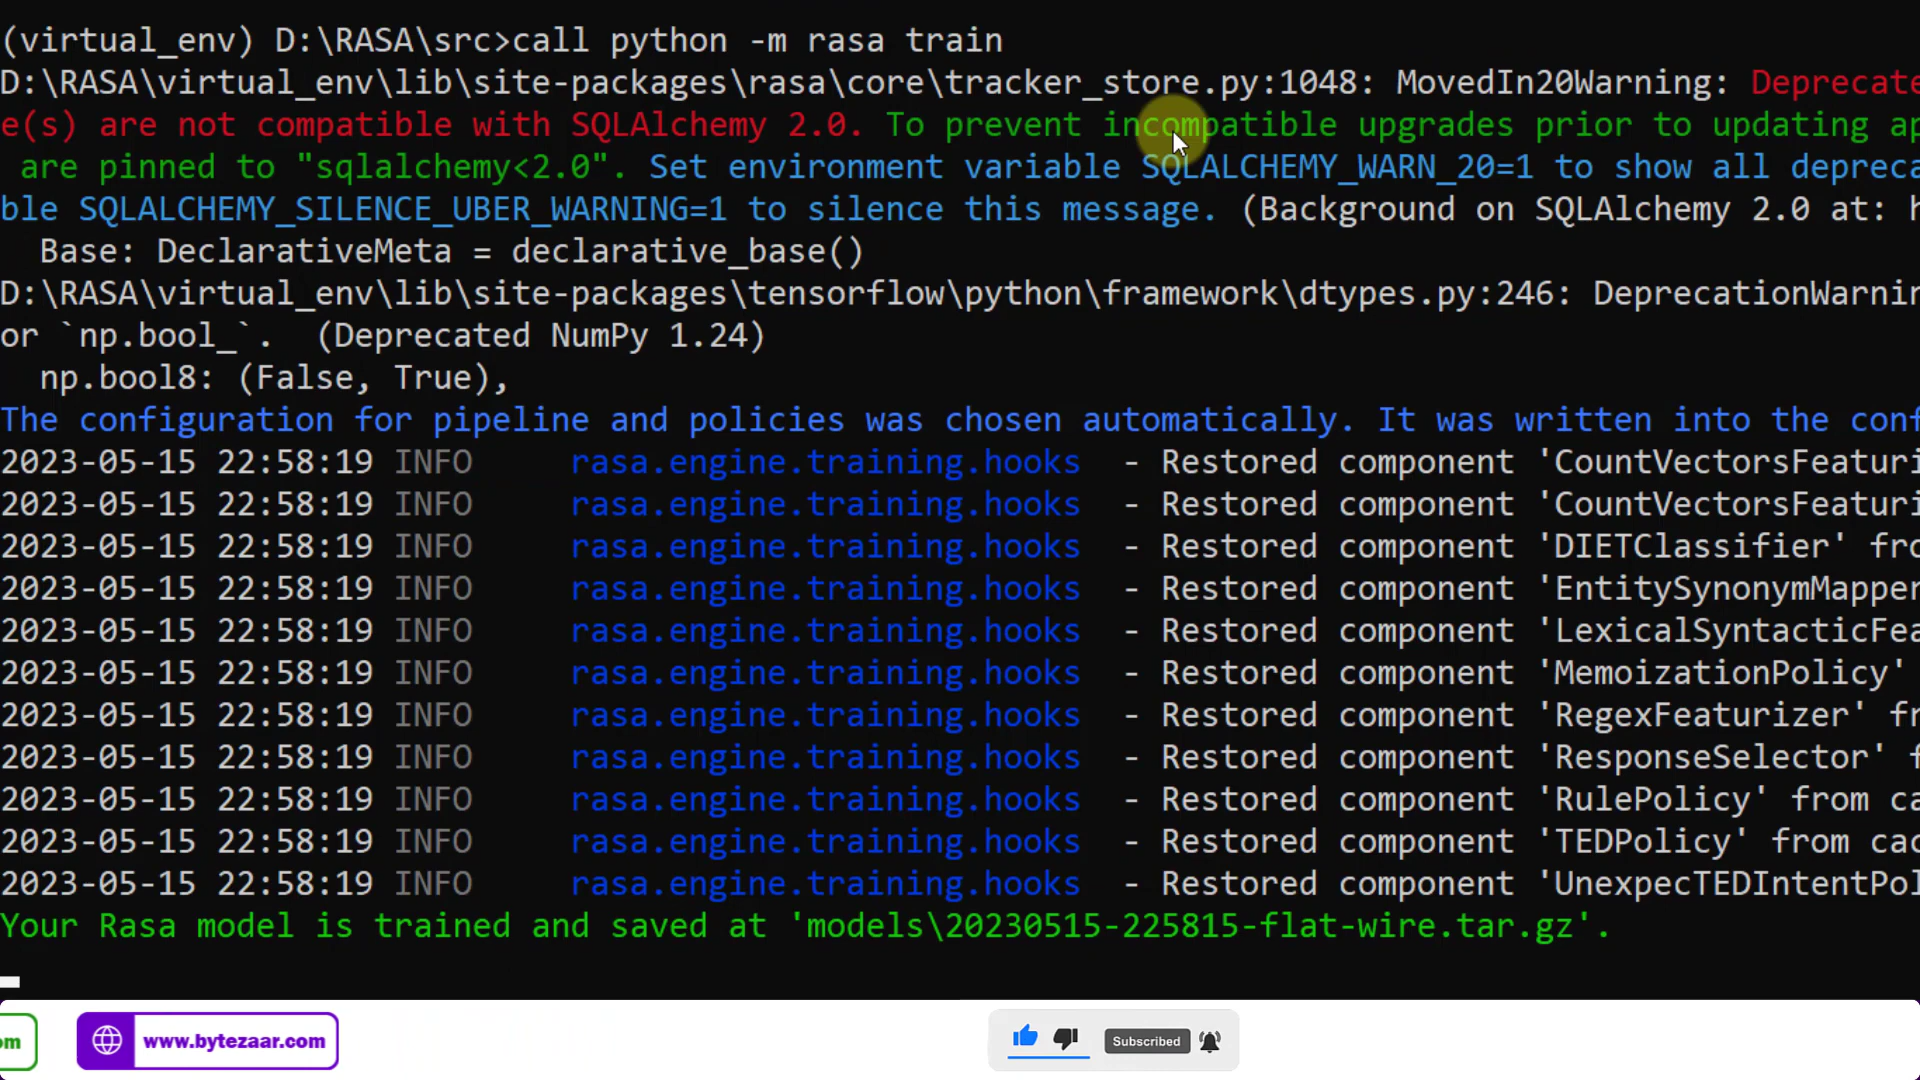 (virtual_env) D:\RASA\src>call python -m rasa train
D:\RASA\virtual_env\lib\site-packages\rasa\core\tracker_store.py:1048: MovedIn20Warning: Deprecate
e(s) are not compatible with SQLAlchemy 2.0. To prevent incompatible upgrades prior to updating ap
are pinned to "sqlalchemy<2.0". Set environment variable SQLALCHEMY_WARN_20=1 to show all depreca
ble SQLALCHEMY_SILENCE_UBER_WARNING=1 to silence this message. (Background on SQLAlchemy 2.0 at: h
Base: DeclarativeMeta = declarative_base()
D:\RASA\virtual_env\lib\site-packages\tensorflow\python\framework\dtypes.py:246: DeprecationWarnin
or `np.bool_`. (Deprecated NumPy 1.24)
np.bool8: (False, True),
The configuration for pipeline and policies was chosen automatically. It was written into the conf
2023-05-15 22:58:19 INFO rasa.engine.training.hooks - Restored component 'CountVectorsFeaturi
2023-05-15 22:58:19 INFO rasa.engine.training.hooks - Restored component 'CountVectorsFeaturi
2023-05-15 22:58:19 INFO rasa.engine.training.hooks - Restored component 'DIETClassifier' fro
2023-05-15 22:58:19 INFO rasa.engine.training.hooks - Restored component 'EntitySynonymMapper
2023-05-15 22:58:19 INFO rasa.engine.training.hooks - Restored component 'LexicalSyntacticFea
2023-05-15 22:58:19 INFO rasa.engine.training.hooks - Restored component 'MemoizationPolicy'
2023-05-15 22:58:19 INFO rasa.engine.training.hooks - Restored component 'RegexFeaturizer' fr
2023-05-15 22:58:19 INFO rasa.engine.training.hooks - Restored component 'ResponseSelector' f
2023-05-15 22:58:19 INFO rasa.engine.training.hooks - Restored component 'RulePolicy' from ca
2023-05-15 22:58:19 INFO rasa.engine.training.hooks - Restored component 'TEDPolicy' from cac
2023-05-15 22:58:19 INFO rasa.engine.training.hooks - Restored component 'UnexpecTEDIntentPol
Your Rasa model is trained and saved at 'models\20230515-225815-flat-wire.tar.gz'.
om
www.bytezaar.com
Subscribed